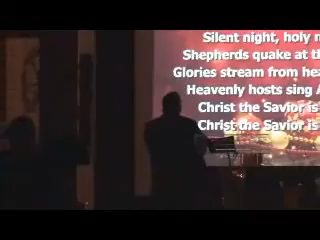 Silent night, holy
Shepherds quake at
Glories stream from
Heavenly hosts sing
Christ the Savior is
Christ the Savior is